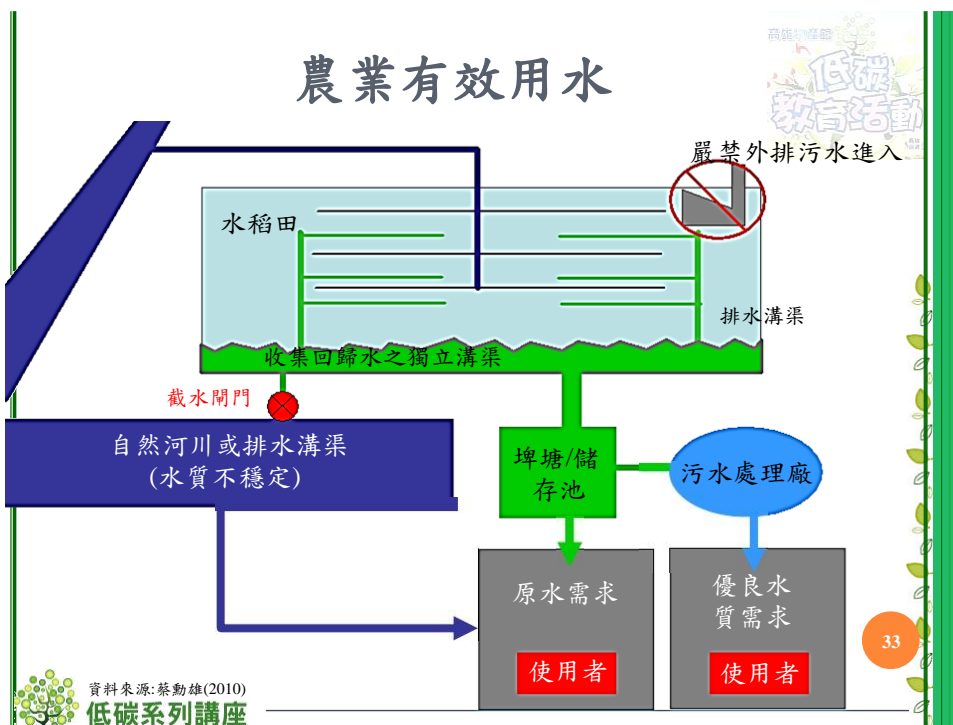 農業有效用水
低碳
教育活動
嚴禁外排污水進入
水稻田
排水溝渠
收集回歸水之獨立溝渠
截水閘門
自然河川或排水溝渠
(水質不穩定)
埤塘/儲
存池
污水處理廠
原水需求
優良水
質需求
使用者
使用者
33
資料來源:蔡勳雄(2010)
低碳系列講座